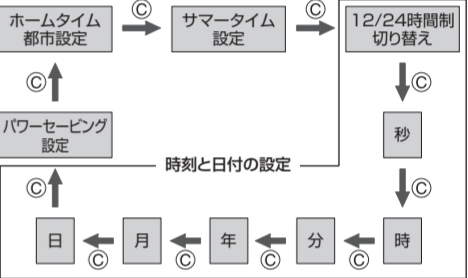 Ⓒ
Ⓒ
ホームタイム
都市設定
サマータイム
設定
12/24時間制
切り替え
Ⓒ
Ⓒ
パワーセービング
設定
秒
時刻と日付の設定
Ⓒ
Ⓒ
日
月
年
分
時
Ⓒ
Ⓒ
Ⓒ
Ⓒ